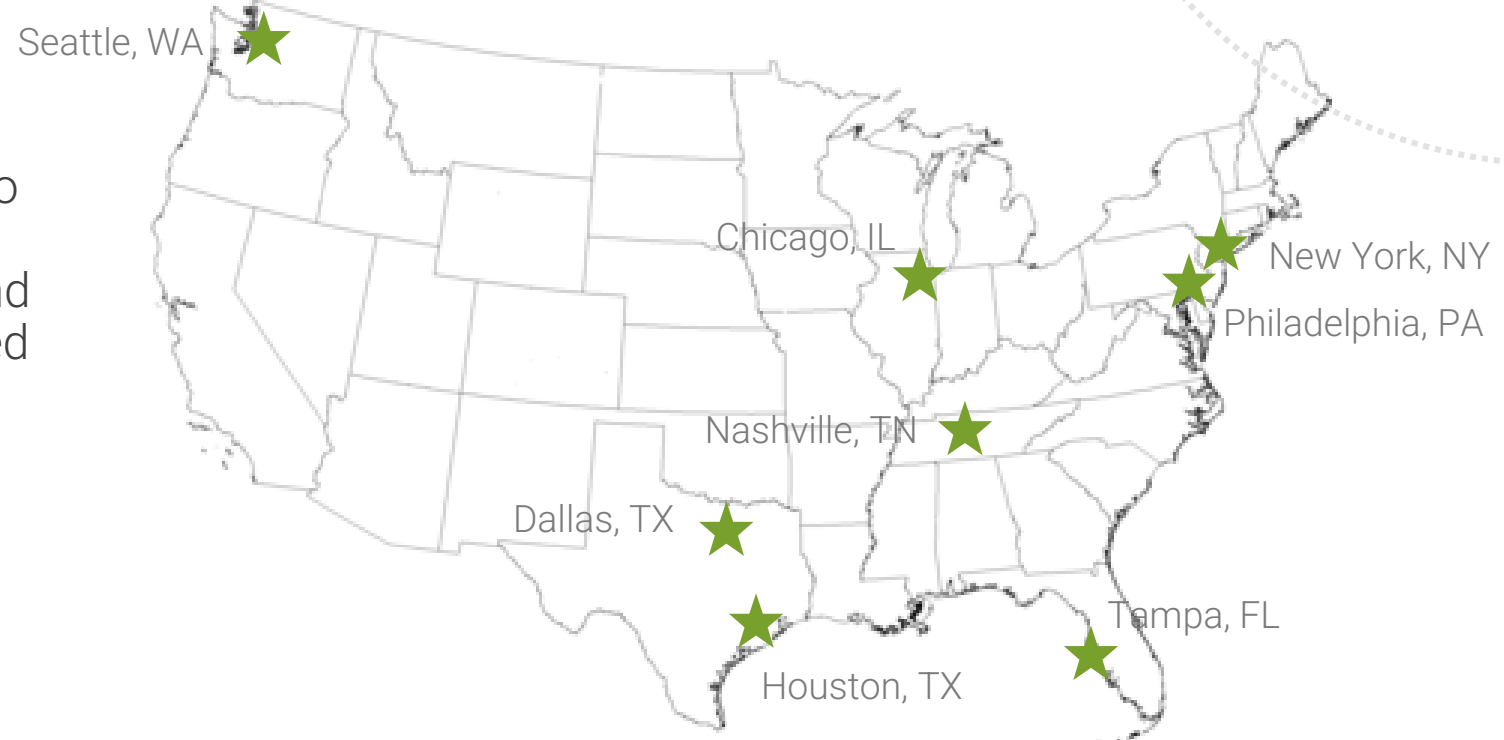 Seattle, WA
Chicago, IL
New York, NY
Philadelphia, PA
Nashville, TN
Dallas, TX
Tampa, FL
Houston, TX